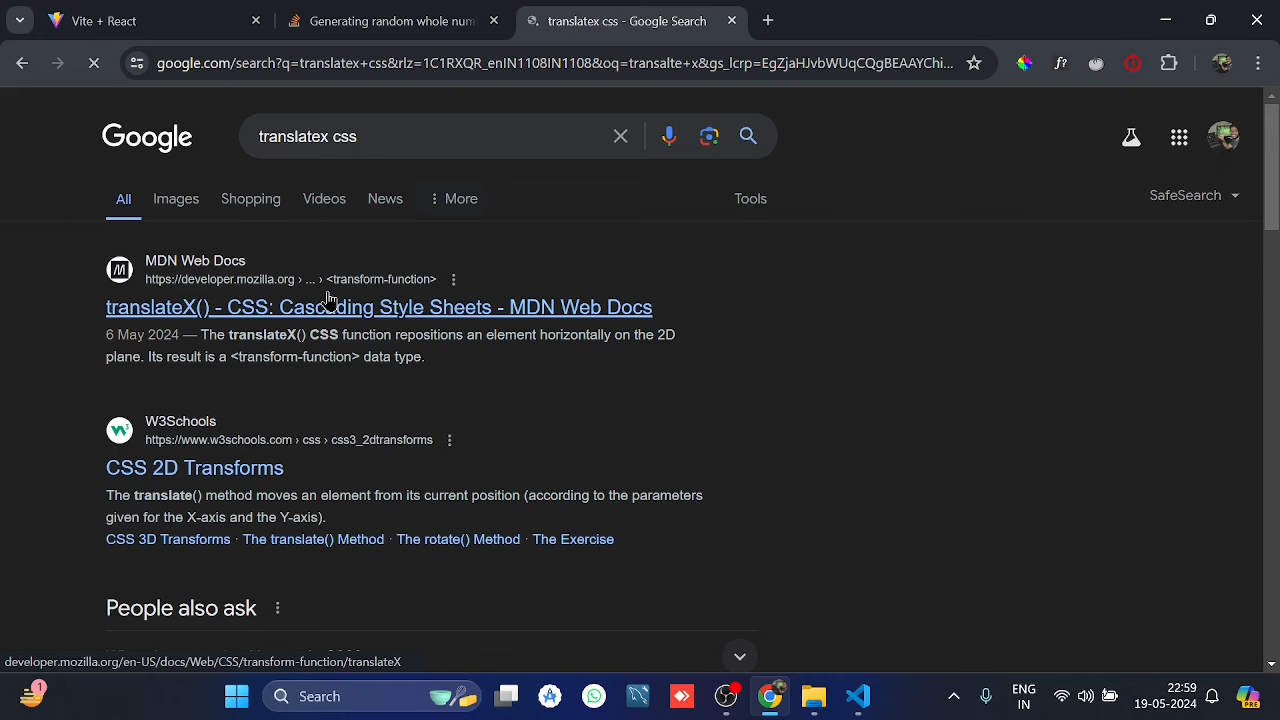 Vite + React
Generating random whole num
translatex css - Google Search
google.com/search?q=translatex+css&rlz=1C1RXQR_enIN1108IN1108&oq=transalte+x&gs_lcrp=EgZjaHJvbWUqCQgBEAAYChi...
f?
Google
translatex css
All
Images
Shopping
Videos
News
More
Tools
SafeSearch
MDN Web Docs
https://developer.mozilla.org › ... › <transform-function>
translateX() - CSS: Cascading Style Sheets - MDN Web Docs
6 May 2024 — The translateX() CSS function repositions an element horizontally on the 2D
plane. Its result is a <transform-function> data type.
W3Schools
https://www.w3schools.com › css › css3_2dtransforms
CSS 2D Transforms
The translate() method moves an element from its current position (according to the parameters
given for the X-axis and the Y-axis).
CSS 3D Transforms · The translate() Method · The rotate() Method · The Exercise
People also ask
developer.mozilla.org/en-US/docs/Web/CSS/transform-function/translateX
1
Search
ENG
IN
22:59
19-05-2024
PRE